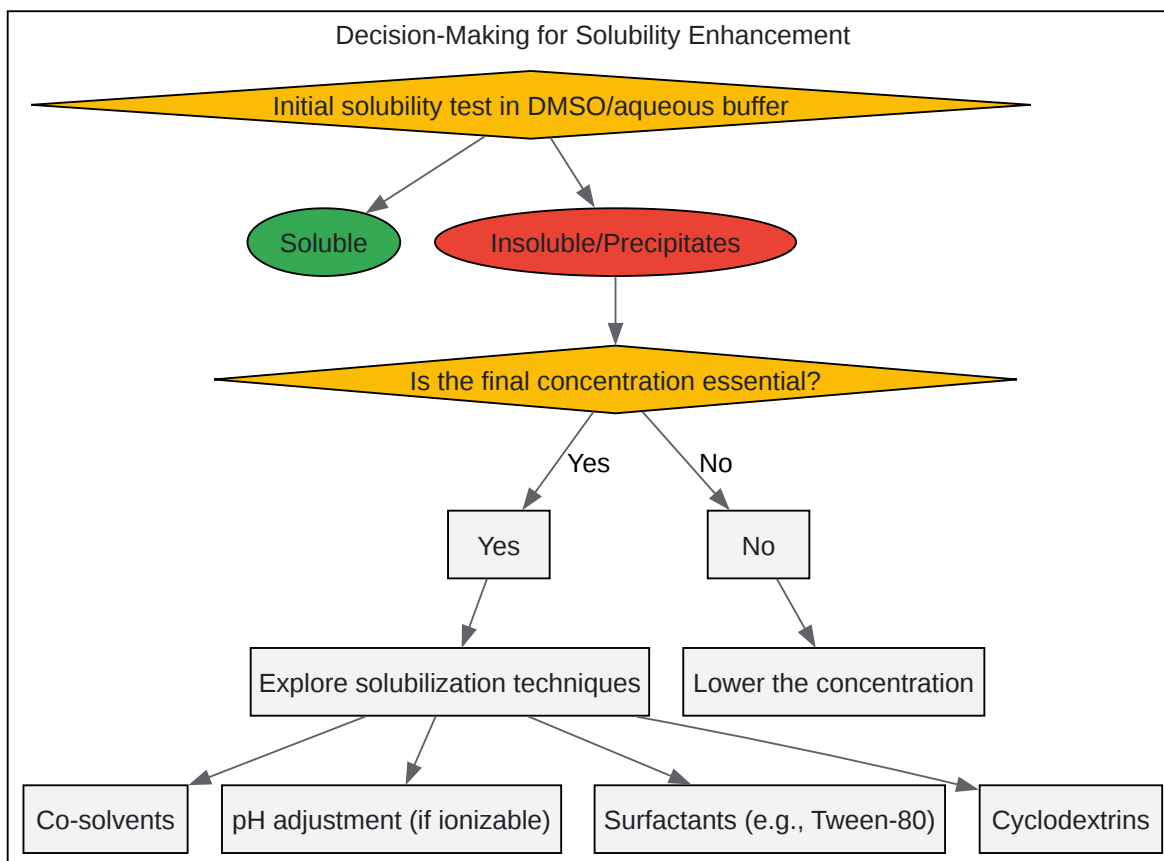 Decision-Making for Solubility Enhancement
Initial solubility test in DMSO/aqueous buffer
Soluble
Insoluble/Precipitates
Is the final concentration essential?
Yes
No
Yes
No
Explore solubilization techniques
Lower the concentration
Co-solvents
pH adjustment (if ionizable)
Surfactants (e.g., Tween-80)
Cyclodextrins